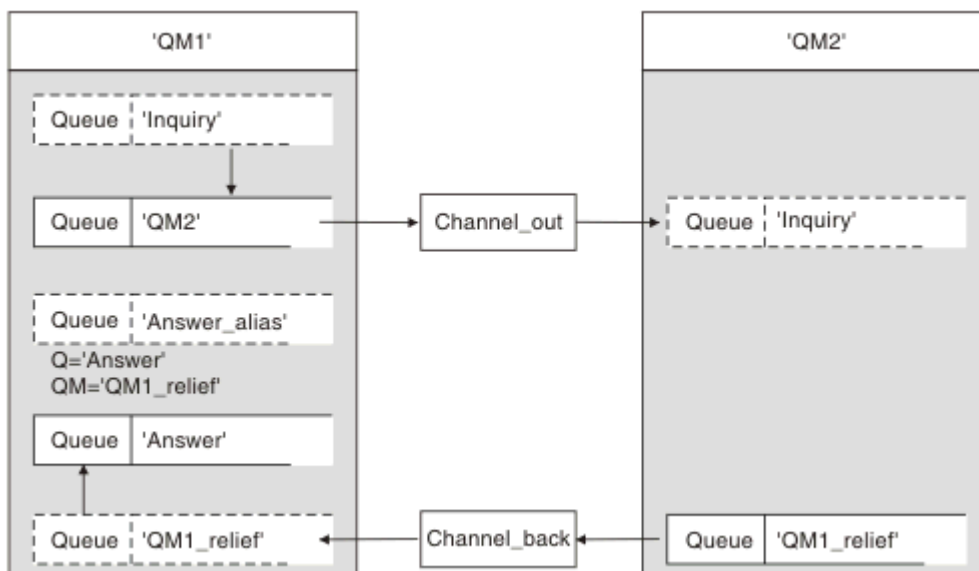 'QM1'
'QM2'
Queue 'Inquiry'
Queue 'QM2'
Channel_out
Queue 'Inquiry'
Queue 'Answer_alias'
Q='Answer'
QM='QM1_relief'
Queue 'Answer'
Queue 'QM1_relief'
Channel_back
Queue 'QM1_relief'